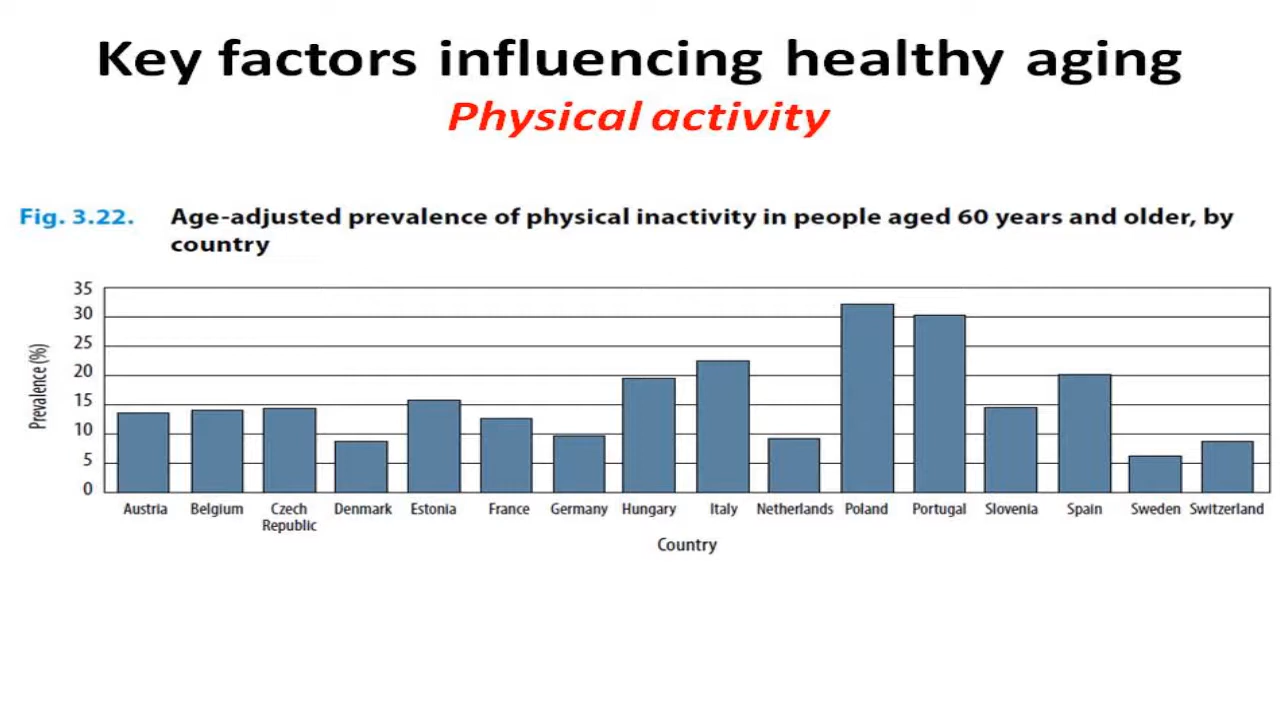 Key factors influencing healthy aging
Physical activity
Fig. 3.22. Age-adjusted prevalence of physical inactivity in people aged 60 years and older, by
country
35
30
25
20
15
10
5
0
Prevalence (%)
Austria Belgium Czech Denmark Estonia France Germany Hungary Italy Netherlands Poland Portugal Slovenia Spain Sweden Switzerland
Republic
Country